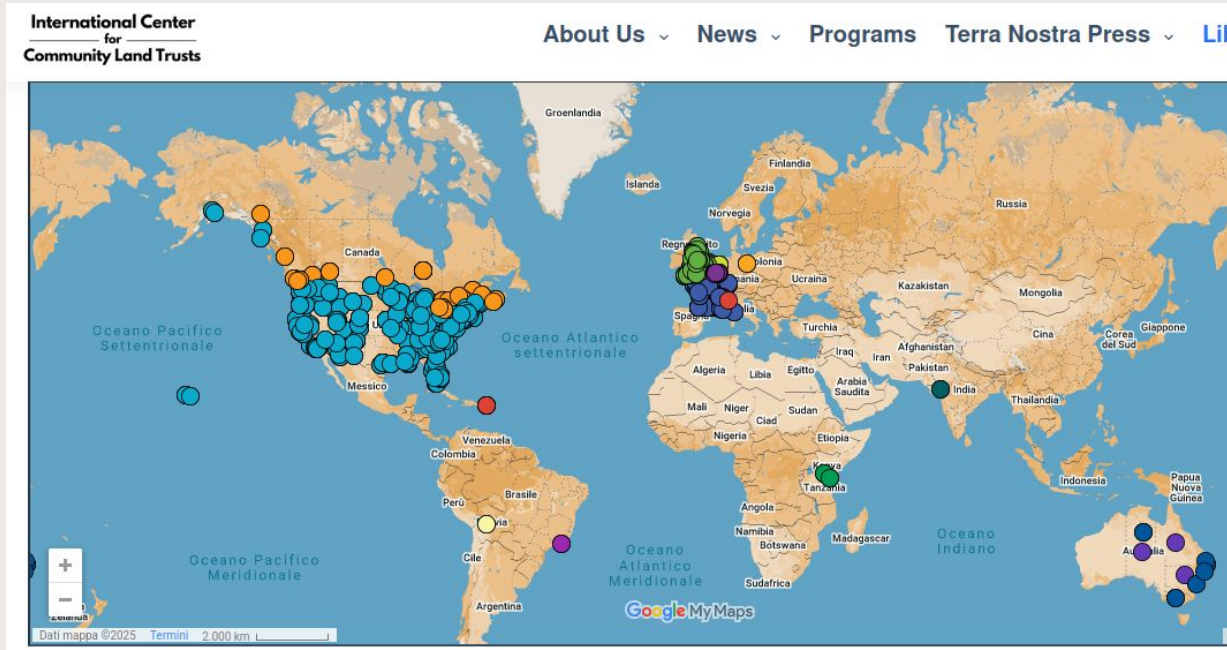 International Center
for
Community Land Trusts
About Us
News
Programs
Terra Nostra Press
Groenlandia
Islanda
Finlandia
Svezia
Norvegia
Russia
Canada
Ucraina
Kazakistan
Mongolia
Oceano Pacifico
Settentrionale
Oceano Atlantico
settentrionale
Turchia
Cina
Corea
del Sud
Giappone
Iraq
Iran
Afghanistan
Pakistan
Messico
Algeria
Libia
Egitto
Arabia
Saudita
India
Thailandia
Mali
Niger
Ciad
Sudan
Nigeria
Etiopia
Venezuela
Colombia
Perù
Brasile
Tanzania
Indonesia
Papua
Nuova
Guinea
Angola
Namibia
Botswana
Madagascar
Cile
Oceano Pacifico
Meridionale
Oceano
Atlantico
Meridionale
Oceano
Indiano
Sudafrica
Argentina
+
−
Google My Maps
Dati mappa ©2025 Termini 2.000 km